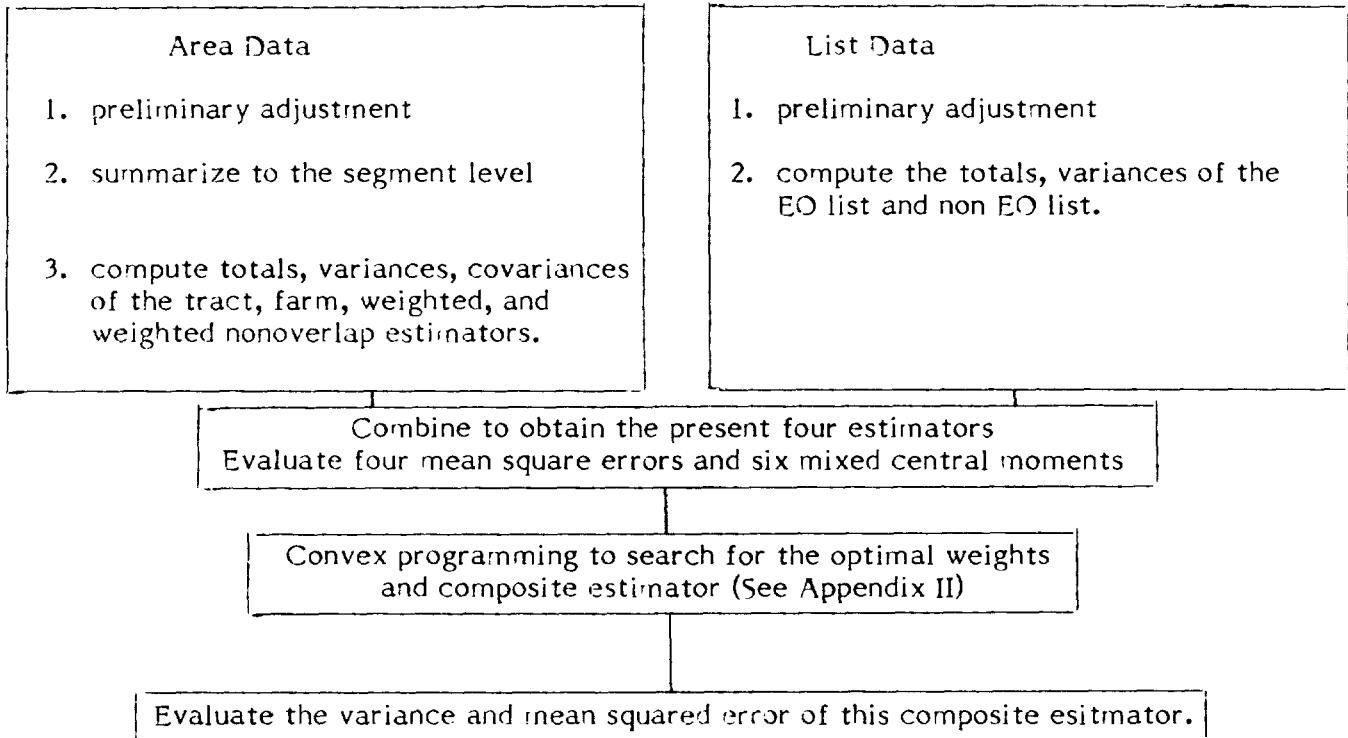 Area Data
1. preliminary adjustment
2. summarize to the segment level
3. compute totals, variances, covariances
of the tract, farm, weighted, and
weighted nonoverlap estimators.
List Data
1. preliminary adjustment
2. compute the totals, variances of the
EO list and non EO list.
Combine to obtain the present four estimators
Evaluate four mean square errors and six mixed central moments
Convex programming to search for the optimal weights
and composite estimator (See Appendix II)
Evaluate the variance and mean squared error of this composite esitmator.